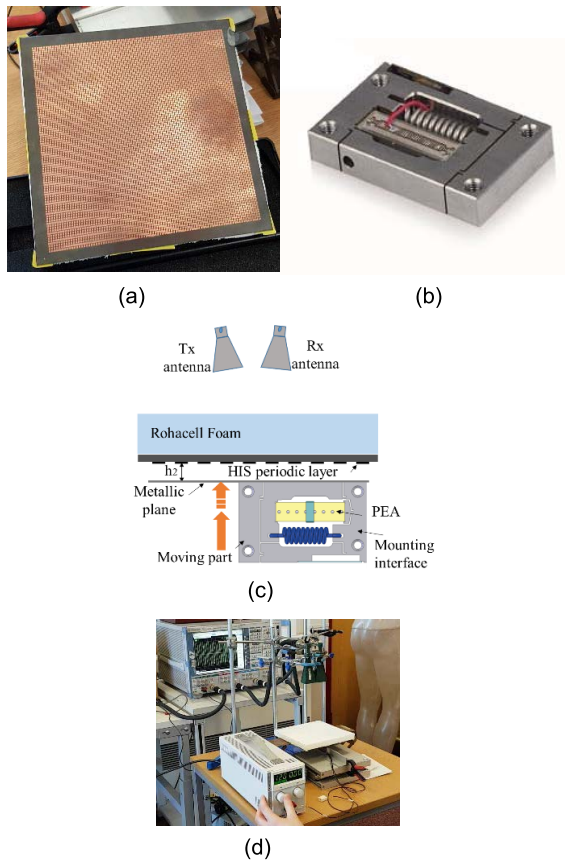 (a)
(b)
Tx
antenna
Rx
antenna
Rohacell Foam
h2
HIS periodic layer
Metallic
plane
PEA
Moving part
Mounting
interface
(c)
(d)